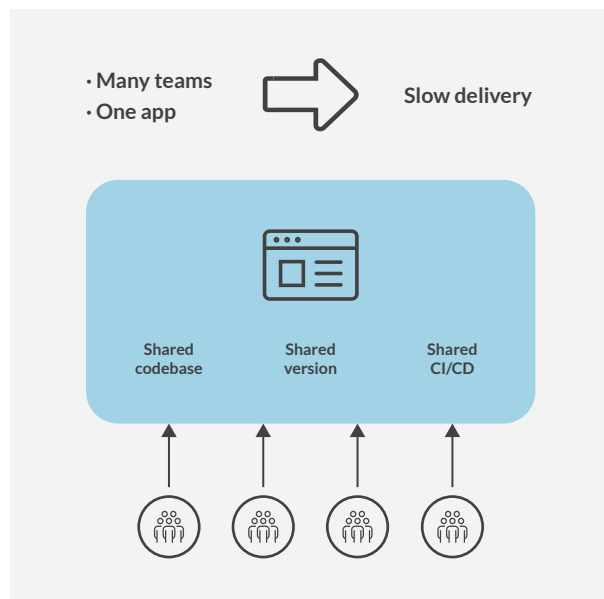 · Many teams
· One app
Slow delivery
Shared
codebase
Shared
version
Shared
CI/CD